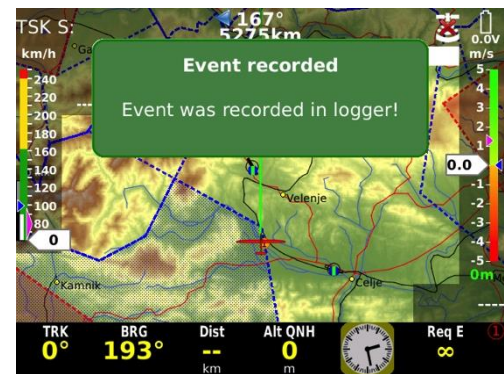 TSK S:
167°
5275km
0.0V
km/h
m/s
Event recorded
Event was recorded in logger!
240
220
200
180
160
140
120
100
80
0
5
4
3
2
1
0.0
-1
-2
-3
-4
-5
0m
Velenje
Kamnik
Celje
TRK
BRG
Dist
Alt QNH
Req E
1
0°
193°
--
0
∞
km
m